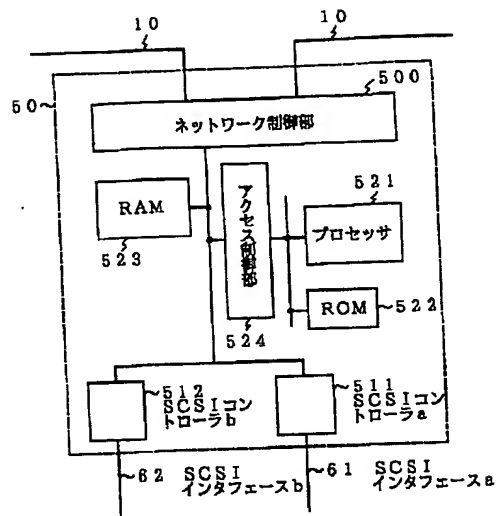 10
10
50
500
ネットワーク制御部
RAM
523
アクセス制御部
524
521
プロセッサ
ROM
522
512
SCSIコン
トローラb
511
SCSIコン
トローラa
62
SCSI
インタフェースb
61
SCSI
インタフェースa